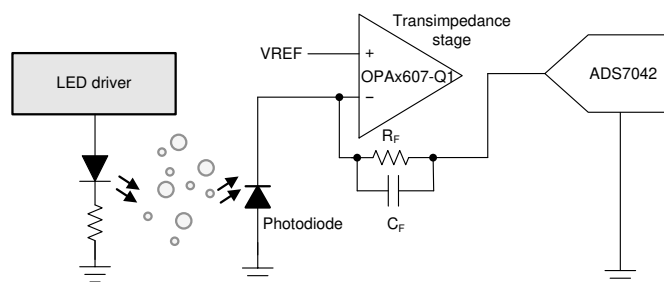 Transimpedance
stage
VREF
+
OPAx607-Q1
−
ADS7042
LED driver
RF
Photodiode
CF